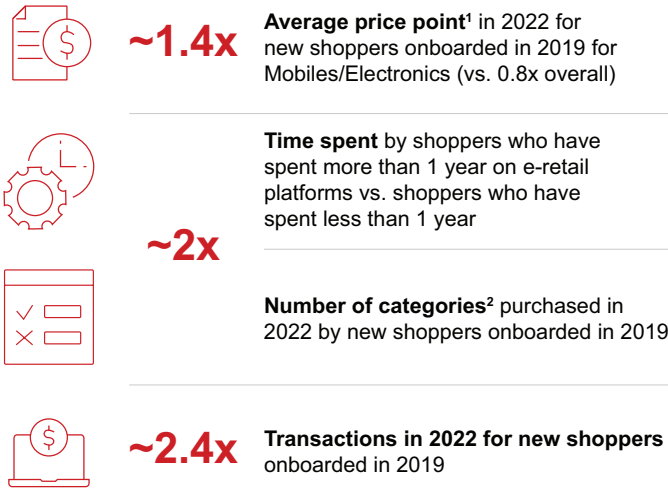 ~1.4x
Average price point¹ in 2022 for
new shoppers onboarded in 2019 for
Mobiles/Electronics (vs. 0.8x overall)
~2x
Time spent by shoppers who have
spent more than 1 year on e-retail
platforms vs. shoppers who have
spent less than 1 year
Number of categories² purchased in
2022 by new shoppers onboarded in 2019
~2.4x
Transactions in 2022 for new shoppers
onboarded in 2019